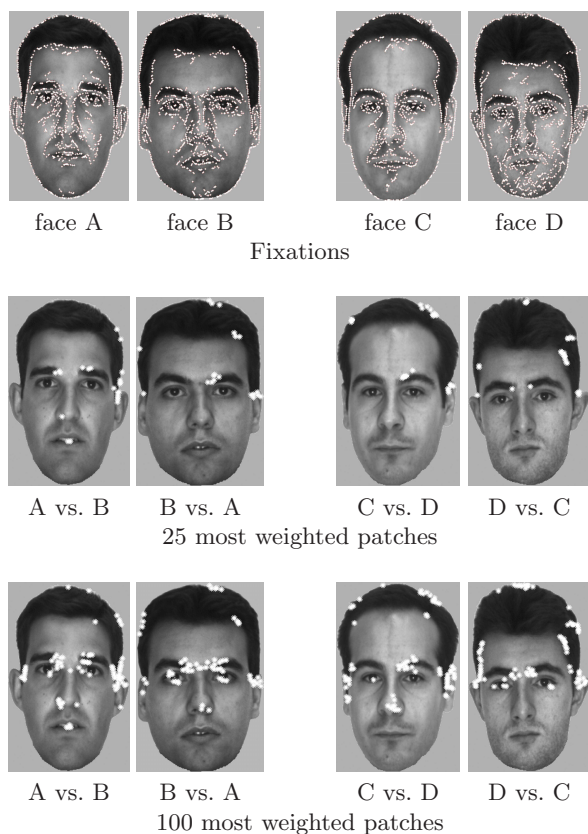 face A face B face C face D
Fixations
A vs. B B vs. A C vs. D D vs. C
25 most weighted patches
A vs. B B vs. A C vs. D D vs. C
100 most weighted patches